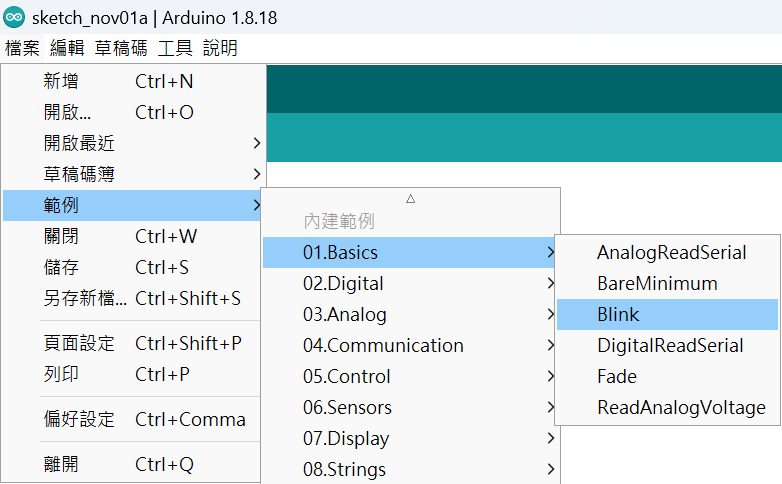 sketch_nov01a | Arduino 1.8.18
檔案 編輯 草稿碼 工具 說明
新增 Ctrl+N
開啟... Ctrl+O
開啟最近
草稿碼簿
範例
關閉 Ctrl+W
儲存 Ctrl+S
另存新檔... Ctrl+Shift+S
頁面設定 Ctrl+Shift+P
列印 Ctrl+P
偏好設定 Ctrl+Comma
離開 Ctrl+Q
內建範例
01.Basics
02.Digital
03.Analog
04.Communication
05.Control
06.Sensors
07.Display
08.Strings
AnalogReadSerial
BareMinimum
Blink
DigitalReadSerial
Fade
ReadAnalogVoltage